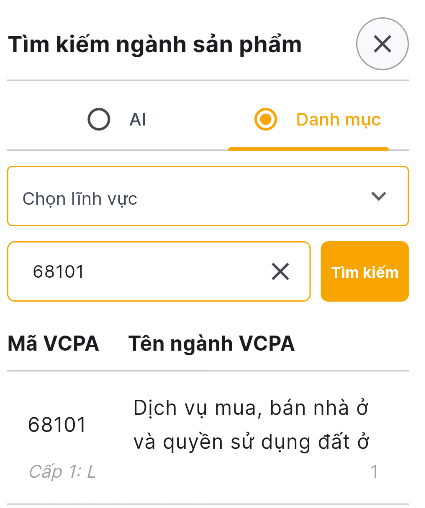 Tìm kiếm ngành sản phẩm
AI Danh mục
Chọn lĩnh vực
68101 Tìm kiếm
Mã VCPA Tên ngành VCPA
68101
Dịch vụ mua, bán nhà ở
và quyền sử dụng đất ở
Cấp 1: L 1